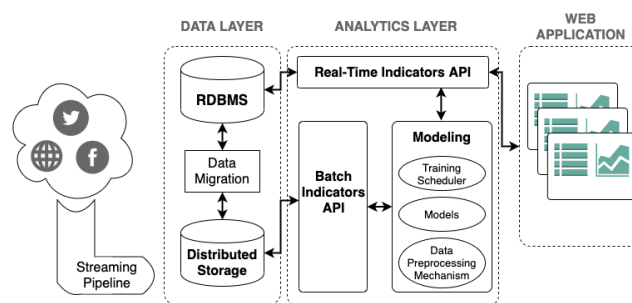 DATA LAYER
ANALYTICS LAYER
WEB
APPLICATION
RDBMS
Real-Time Indicators API
Data
Migration
Batch
Indicators
API
Modeling
Training
Scheduler
Models
Data
Preprocessing
Mechanism
Distributed
Storage
Streaming
Pipeline